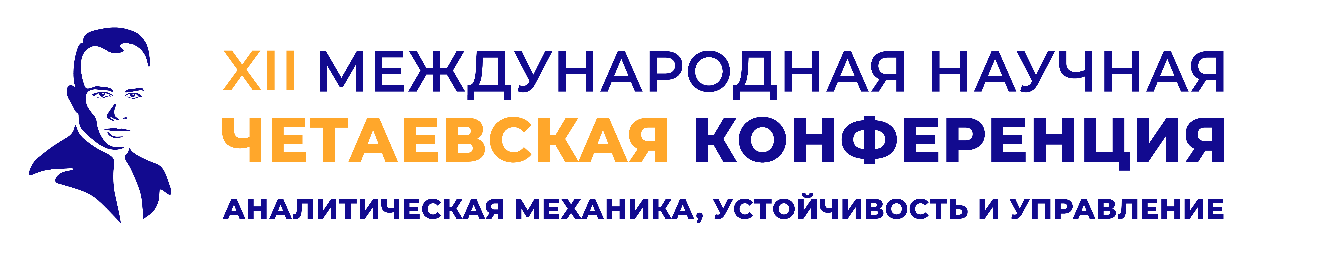 XII МЕЖДУНАРОДНАЯ НАУЧНАЯ
ЧЕТАЕВСКАЯ КОНФЕРЕНЦИЯ
АНАЛИТИЧЕСКАЯ МЕХАНИКА, УСТОЙЧИВОСТЬ И УПРАВЛЕНИЕ